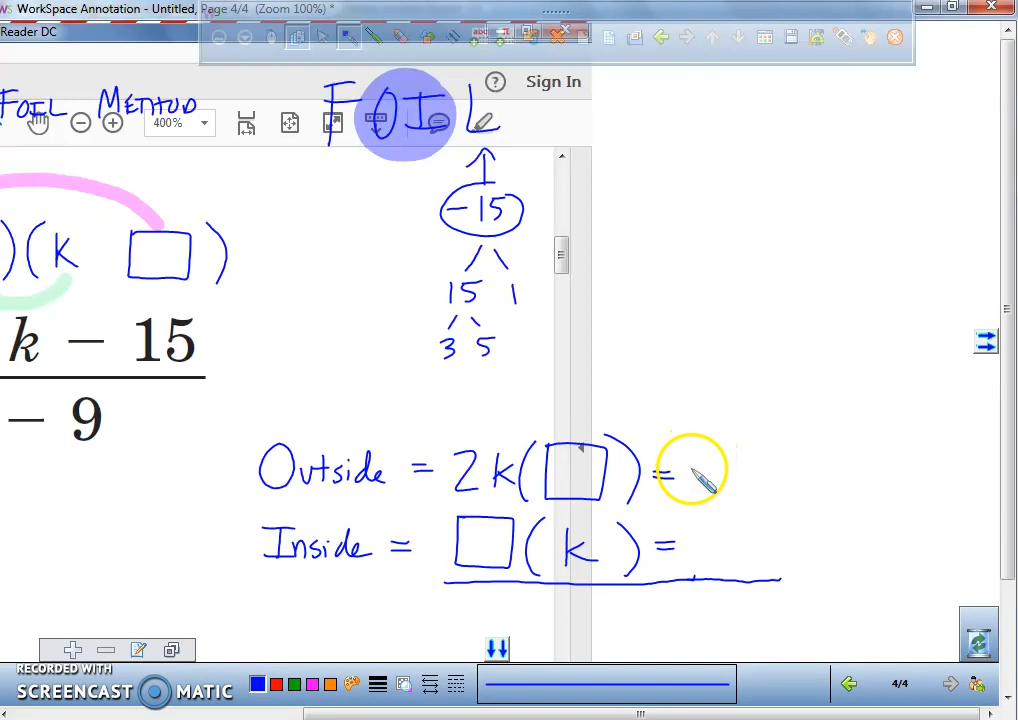 WorkSpace Annotation - Untitled, Page 4/4 (Zoom 100%) *
Reader DC
Sign In
FOIL METHOD
FOIL
400%
-15
)(k □)
15 1
k − 15
3 5
− 9
Outside = 2k(□) =
Inside = □(k) =
RECORDED WITH
SCREENCAST MATIC
4/4